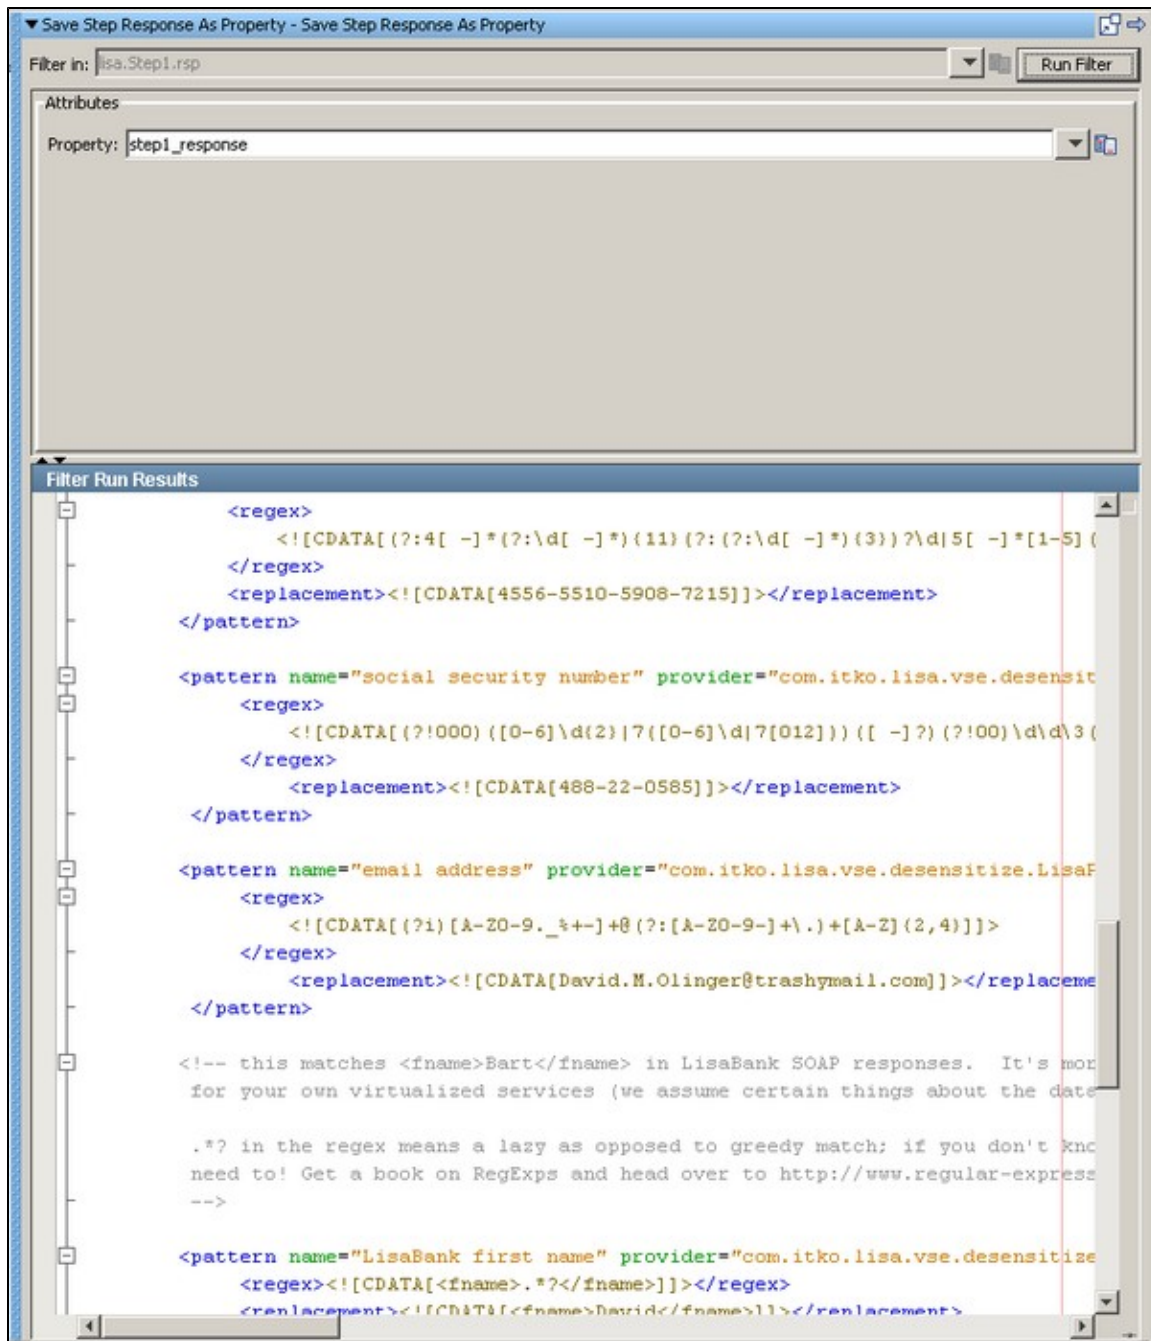 Save Step Response As Property - Save Step Response As Property
Filter in: lisa.Step1.rsp Run Filter
Attributes
Property: step1_response
Filter Run Results
<regex>
<![CDATA[(?:4[ -]*(?:\d[ -]*){11}(?:(?:\d[ -]*){3})?\d|5[ -]*[1-5](
</regex>
<replacement><![CDATA[4556-5510-5908-7215]]></replacement>
</pattern>
<pattern name="social security number" provider="com.itko.lisa.vse.desensit
<regex>
<![CDATA[(?!000)([0-6]\d{2}|7([0-6]\d|7[012]))([ -]?)(?!00)\d\d\3(
</regex>
<replacement><![CDATA[488-22-0585]]></replacement>
</pattern>
<pattern name="email address" provider="com.itko.lisa.vse.desensitize.LisaP
<regex>
<![CDATA[(?i)[A-Z0-9._%+-]+@(?:[A-Z0-9-]+\.)+[A-Z]{2,4}]]>
</regex>
<replacement><![CDATA[David.M.Olinger@trashymail.com]]></replaceme
</pattern>
<!-- this matches <fname>Bart</fname> in LisaBank SOAP responses.  It's mor
for your own virtualized services (we assume certain things about the date
.*? in the regex means a lazy as opposed to greedy match; if you don't kno
need to! Get a book on RegExps and head over to http://www.regular-express
-->
<pattern name="LisaBank first name" provider="com.itko.lisa.vse.desensitize
<regex><![CDATA[<fname>.*?</fname>]]></regex>
<replacement><![CDATA[<fname>David</fname>]]></replacement>